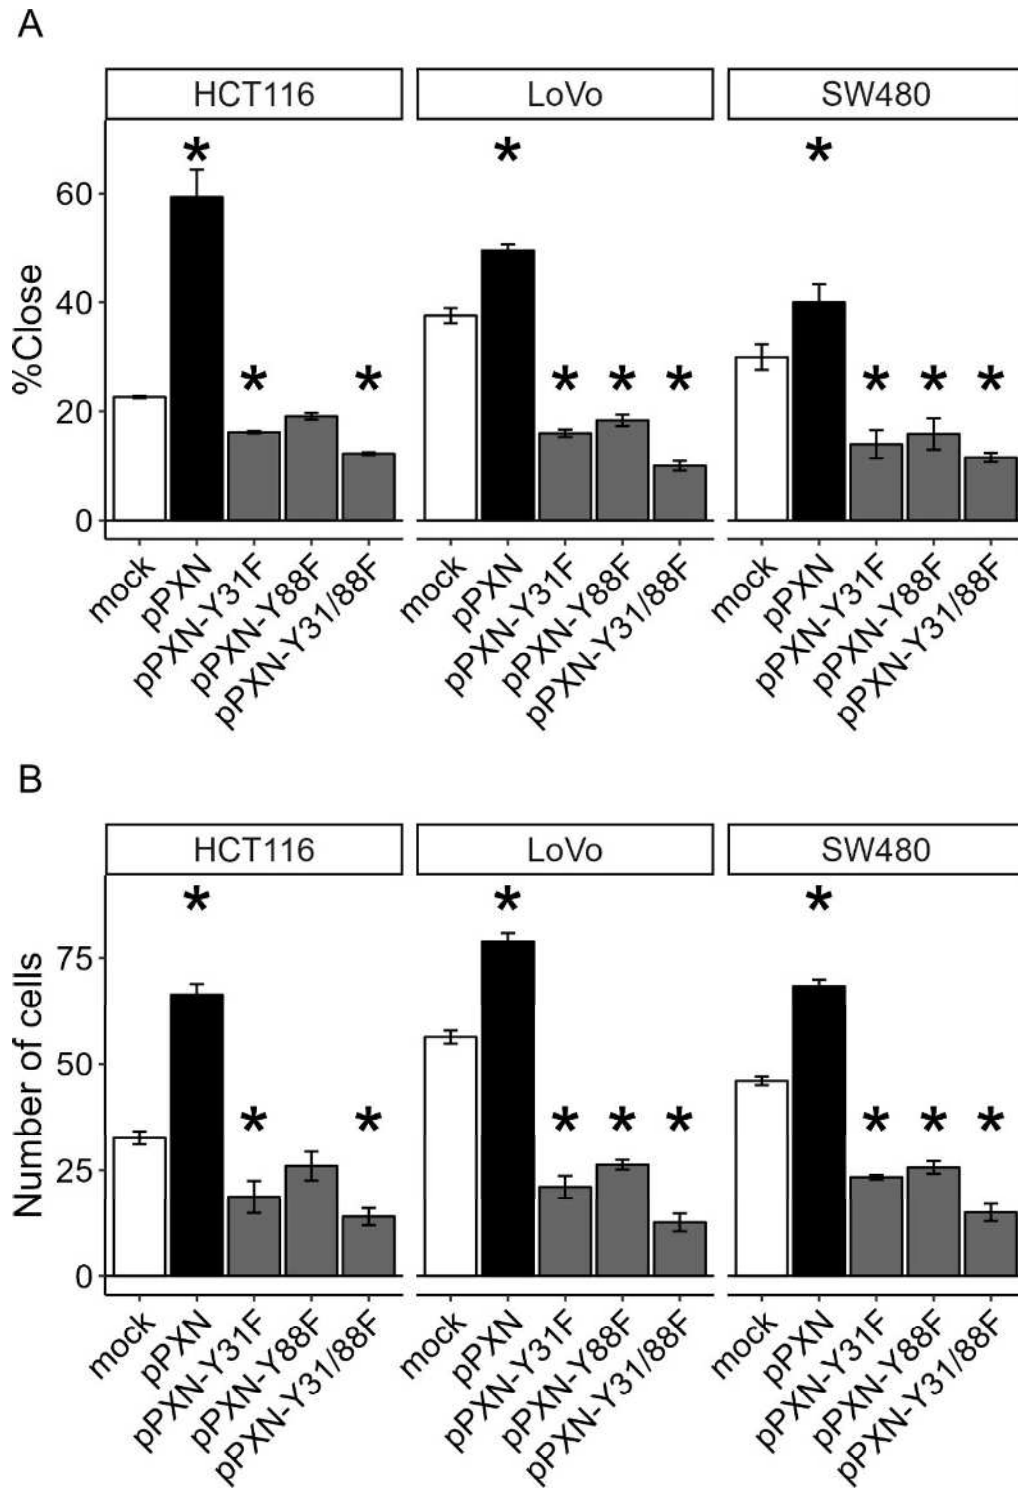 A
HCT116 LoVo SW480
* * *
60
40
* * * * * * * *
20
0
%Close
mock pPXN pPXN-Y31F pPXN-Y88F pPXN-Y31/88F mock pPXN pPXN-Y31F pPXN-Y88F pPXN-Y31/88F mock pPXN pPXN-Y31F pPXN-Y88F pPXN-Y31/88F
B
HCT116 LoVo SW480
* * *
75
50
* * * * * * * *
25
0
Number of cells
mock pPXN pPXN-Y31F pPXN-Y88F pPXN-Y31/88F mock pPXN pPXN-Y31F pPXN-Y88F pPXN-Y31/88F mock pPXN pPXN-Y31F pPXN-Y88F pPXN-Y31/88F